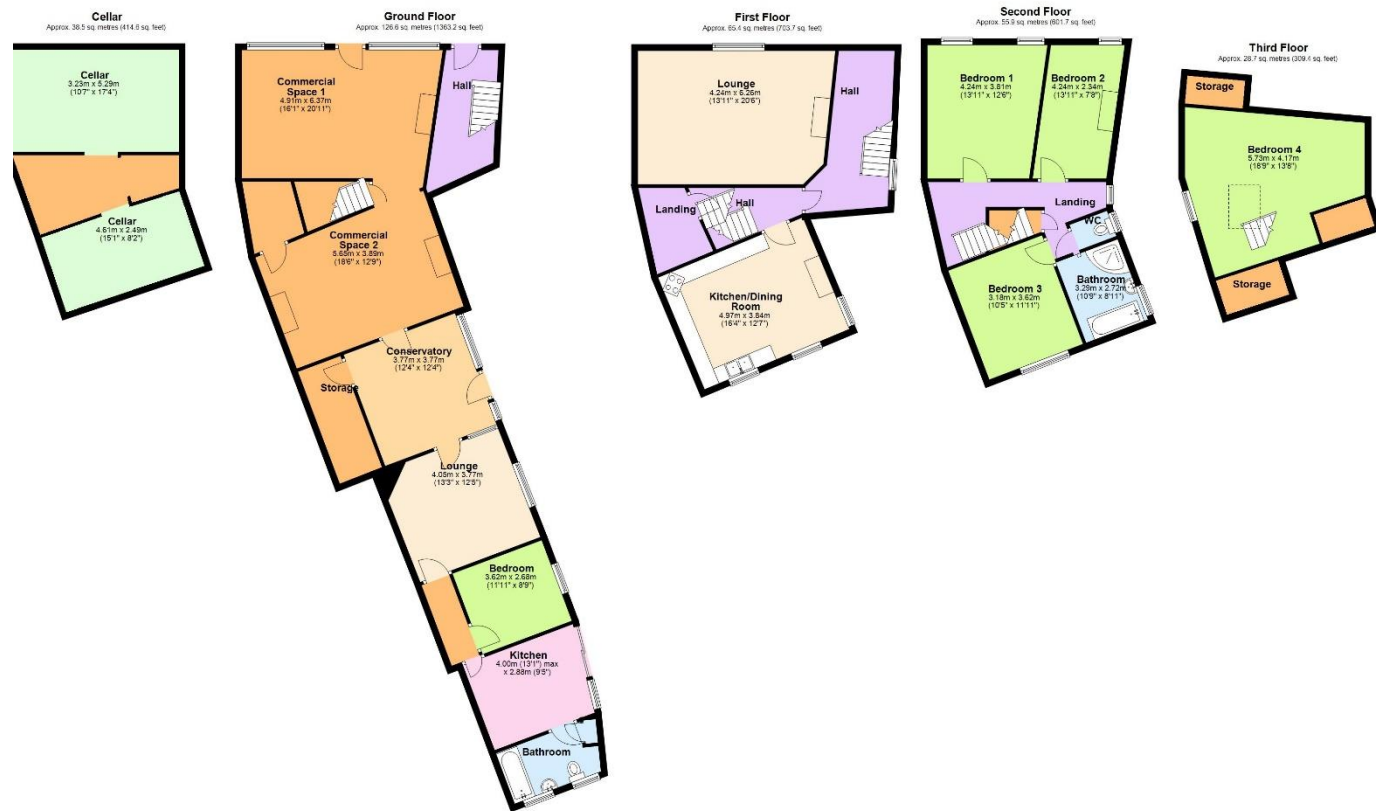 Cellar
Approx. 38.5 sq. metres (414.6 sq. feet)
Cellar
3.23m x 5.29m
(10'7" x 17'4")
Cellar
4.61m x 2.49m
(15'1" x 8'2")
Ground Floor
Approx. 126.6 sq. metres (1363.2 sq. feet)
Commercial
Space 1
4.91m x 6.37m
(16'1" x 20'11")
Hall
Commercial
Space 2
5.65m x 3.89m
(18'6" x 12'9")
Conservatory
3.77m x 3.77m
(12'4" x 12'4")
Storage
Lounge
4.05m x 3.77m
(13'3" x 12'5")
Bedroom
3.62m x 2.68m
(11'11" x 8'9")
Kitchen
4.00m (13'1") max
x 2.88m (9'5")
Bathroom
First Floor
Approx. 65.4 sq. metres (703.7 sq. feet)
Lounge
4.24m x 6.26m
(13'11" x 20'6")
Hall
Landing
Hall
Kitchen/Dining
Room
4.97m x 3.84m
(16'4" x 12'7")
Second Floor
Approx. 55.9 sq. metres (601.7 sq. feet)
Bedroom 1
4.24m x 3.81m
(13'11" x 12'6")
Bedroom 2
4.24m x 2.34m
(13'11" x 7'8")
Landing
WC
Bedroom 3
3.18m x 3.62m
(10'5" x 11'11")
Bathroom
3.29m x 2.72m
(10'9" x 8'11")
Third Floor
Approx. 28.7 sq. metres (309.4 sq. feet)
Storage
Bedroom 4
5.73m x 4.17m
(18'9" x 13'8")
Storage